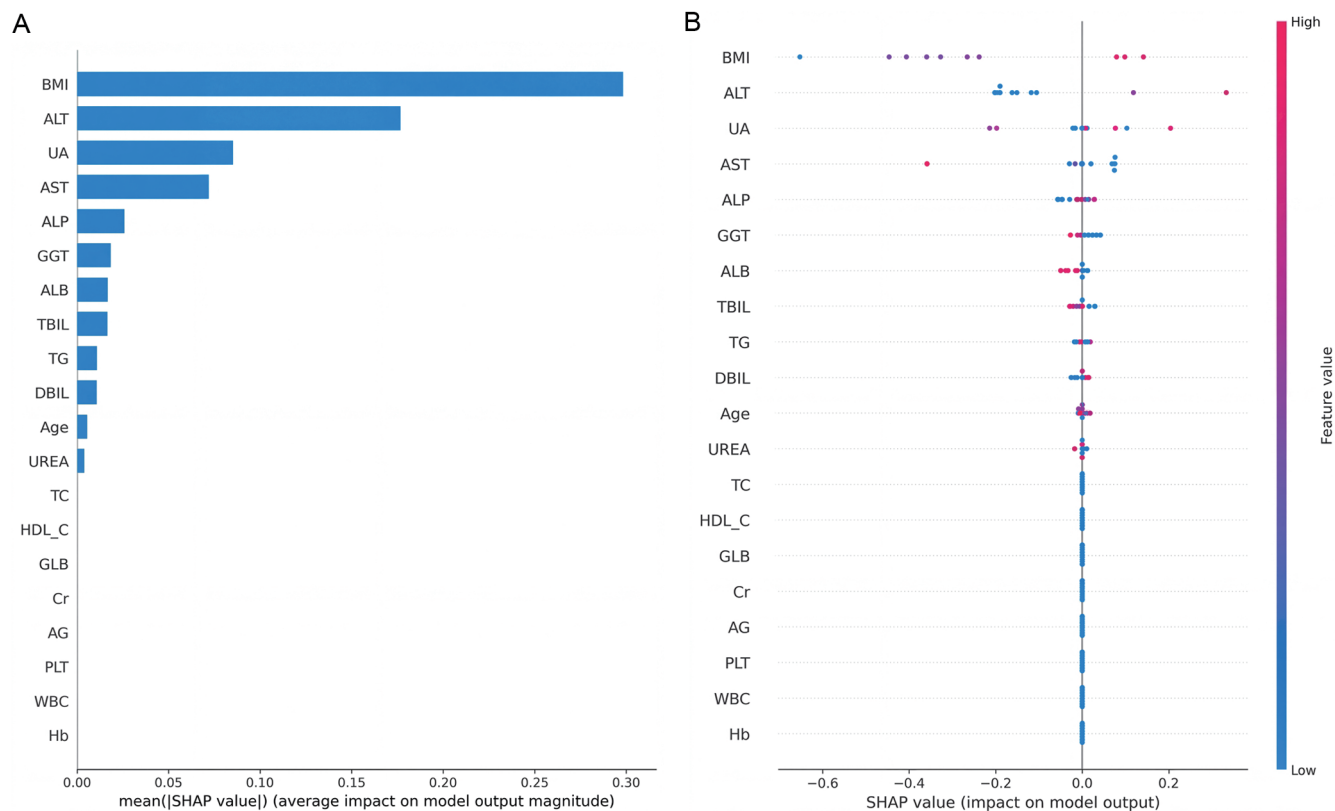 A
BMI
ALT
UA
AST
ALP
GGT
ALB
TBIL
TG
DBIL
Age
UREA
TC
HDL_C
GLB
Cr
AG
PLT
WBC
Hb
0.00 0.05 0.10 0.15 0.20 0.25 0.30
mean(|SHAP value|) (average impact on model output magnitude)
B
BMI
ALT
UA
AST
ALP
GGT
ALB
TBIL
TG
DBIL
Age
UREA
TC
HDL_C
GLB
Cr
AG
PLT
WBC
Hb
−0.6 −0.4 −0.2 0.0 0.2
SHAP value (impact on model output)
High
Feature value
Low